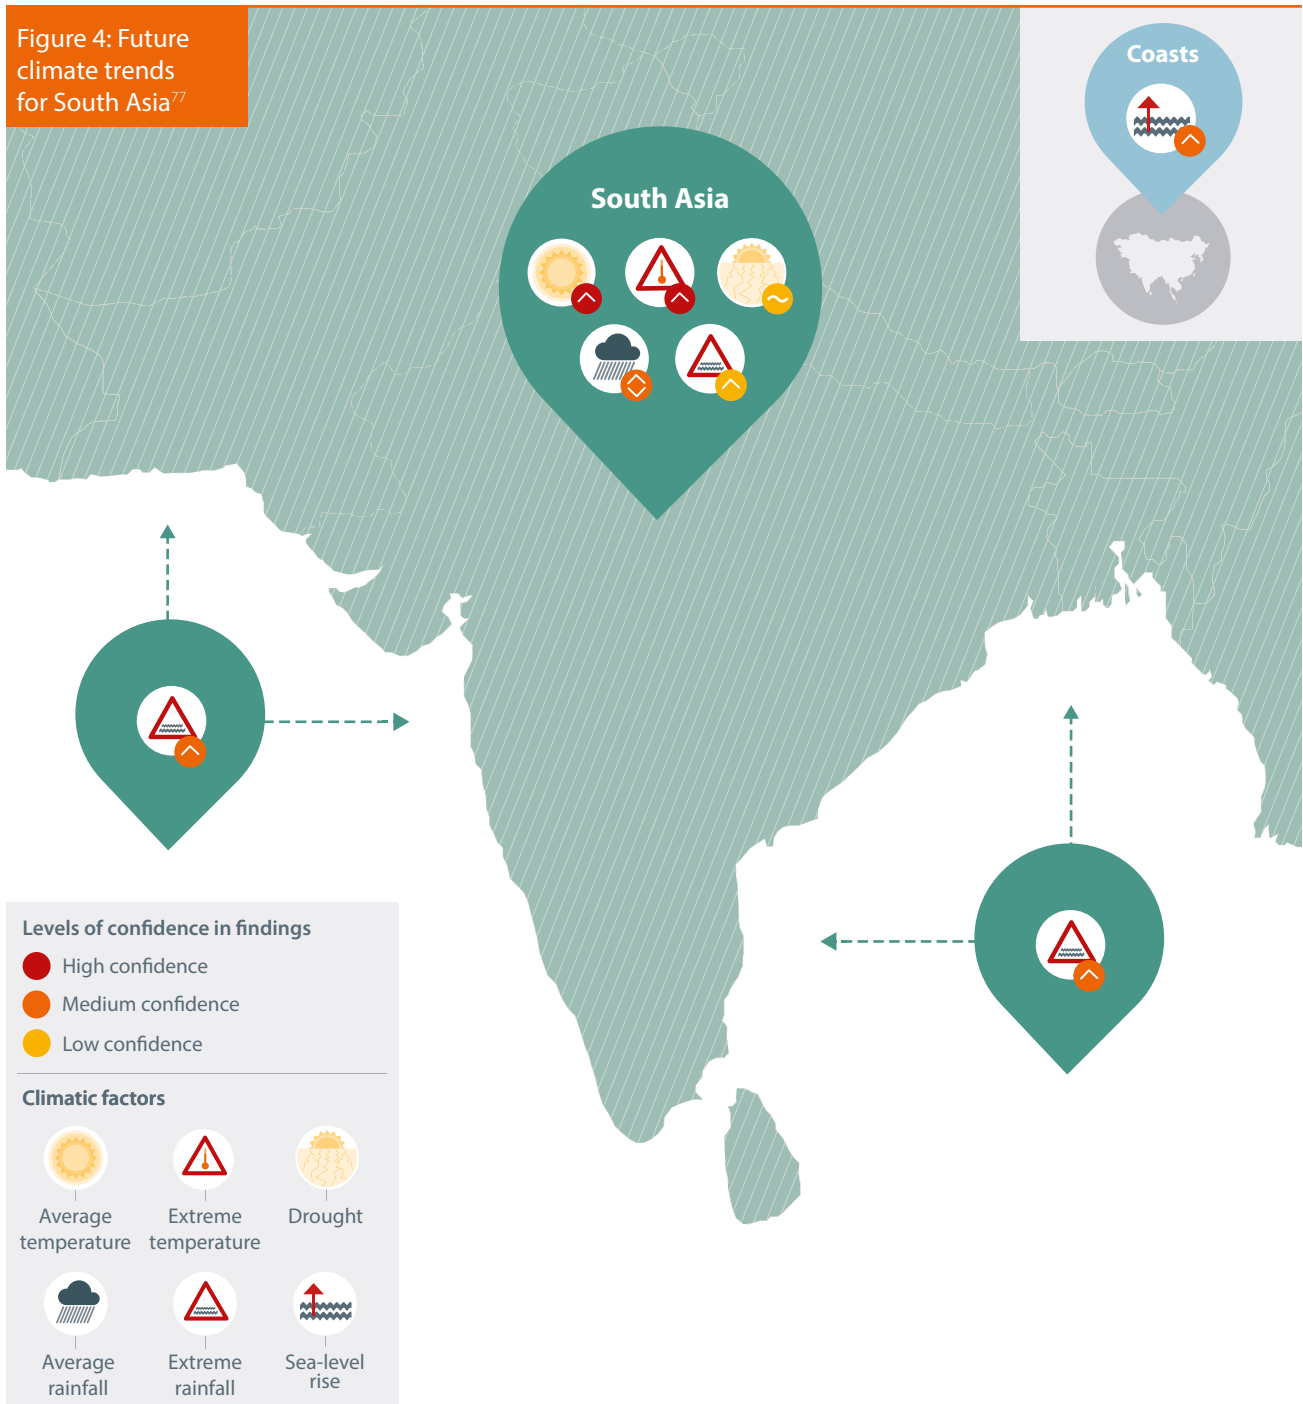 Figure 4: Future
climate trends
for South Asia77
Coasts
South Asia
Levels of confidence in findings
High confidence
Medium confidence
Low confidence
Climatic factors
Average
temperature
Extreme
temperature
Drought
Average
rainfall
Extreme
rainfall
Sea-level
rise